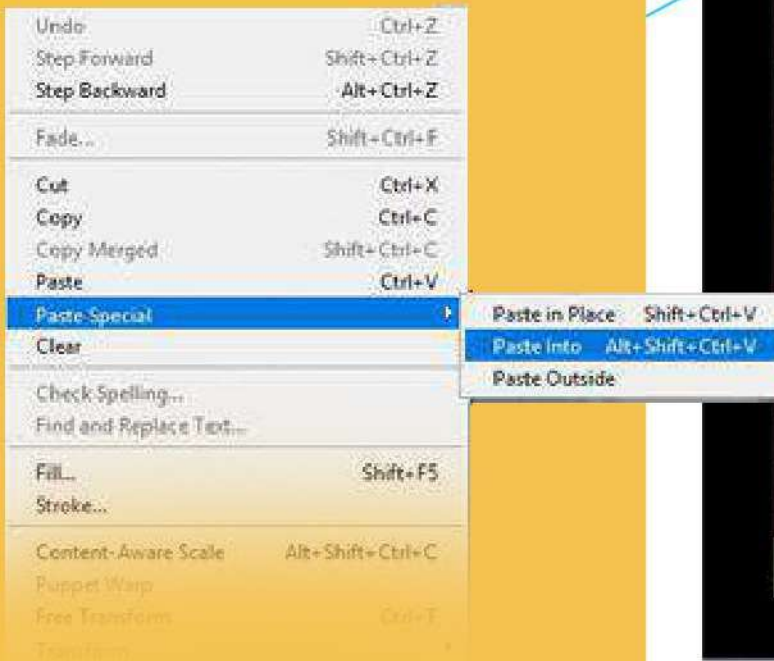 Undo Ctrl+Z
Step Forward Shift+Ctrl+Z
Step Backward Alt+Ctrl+Z
Fade... Shift+Ctrl+F
Cut Ctrl+X
Copy Ctrl+C
Copy Merged Shift+Ctrl+C
Paste Ctrl+V
Paste Special
Paste in Place Shift+Ctrl+V
Paste Into Alt+Shift+Ctrl+V
Paste Outside
Clear
Check Spelling...
Find and Replace Text...
Fill... Shift+F5
Stroke...
Content-Aware Scale Alt+Shift+Ctrl+C
Puppet Warp
Free Transform Ctrl+T
Transform